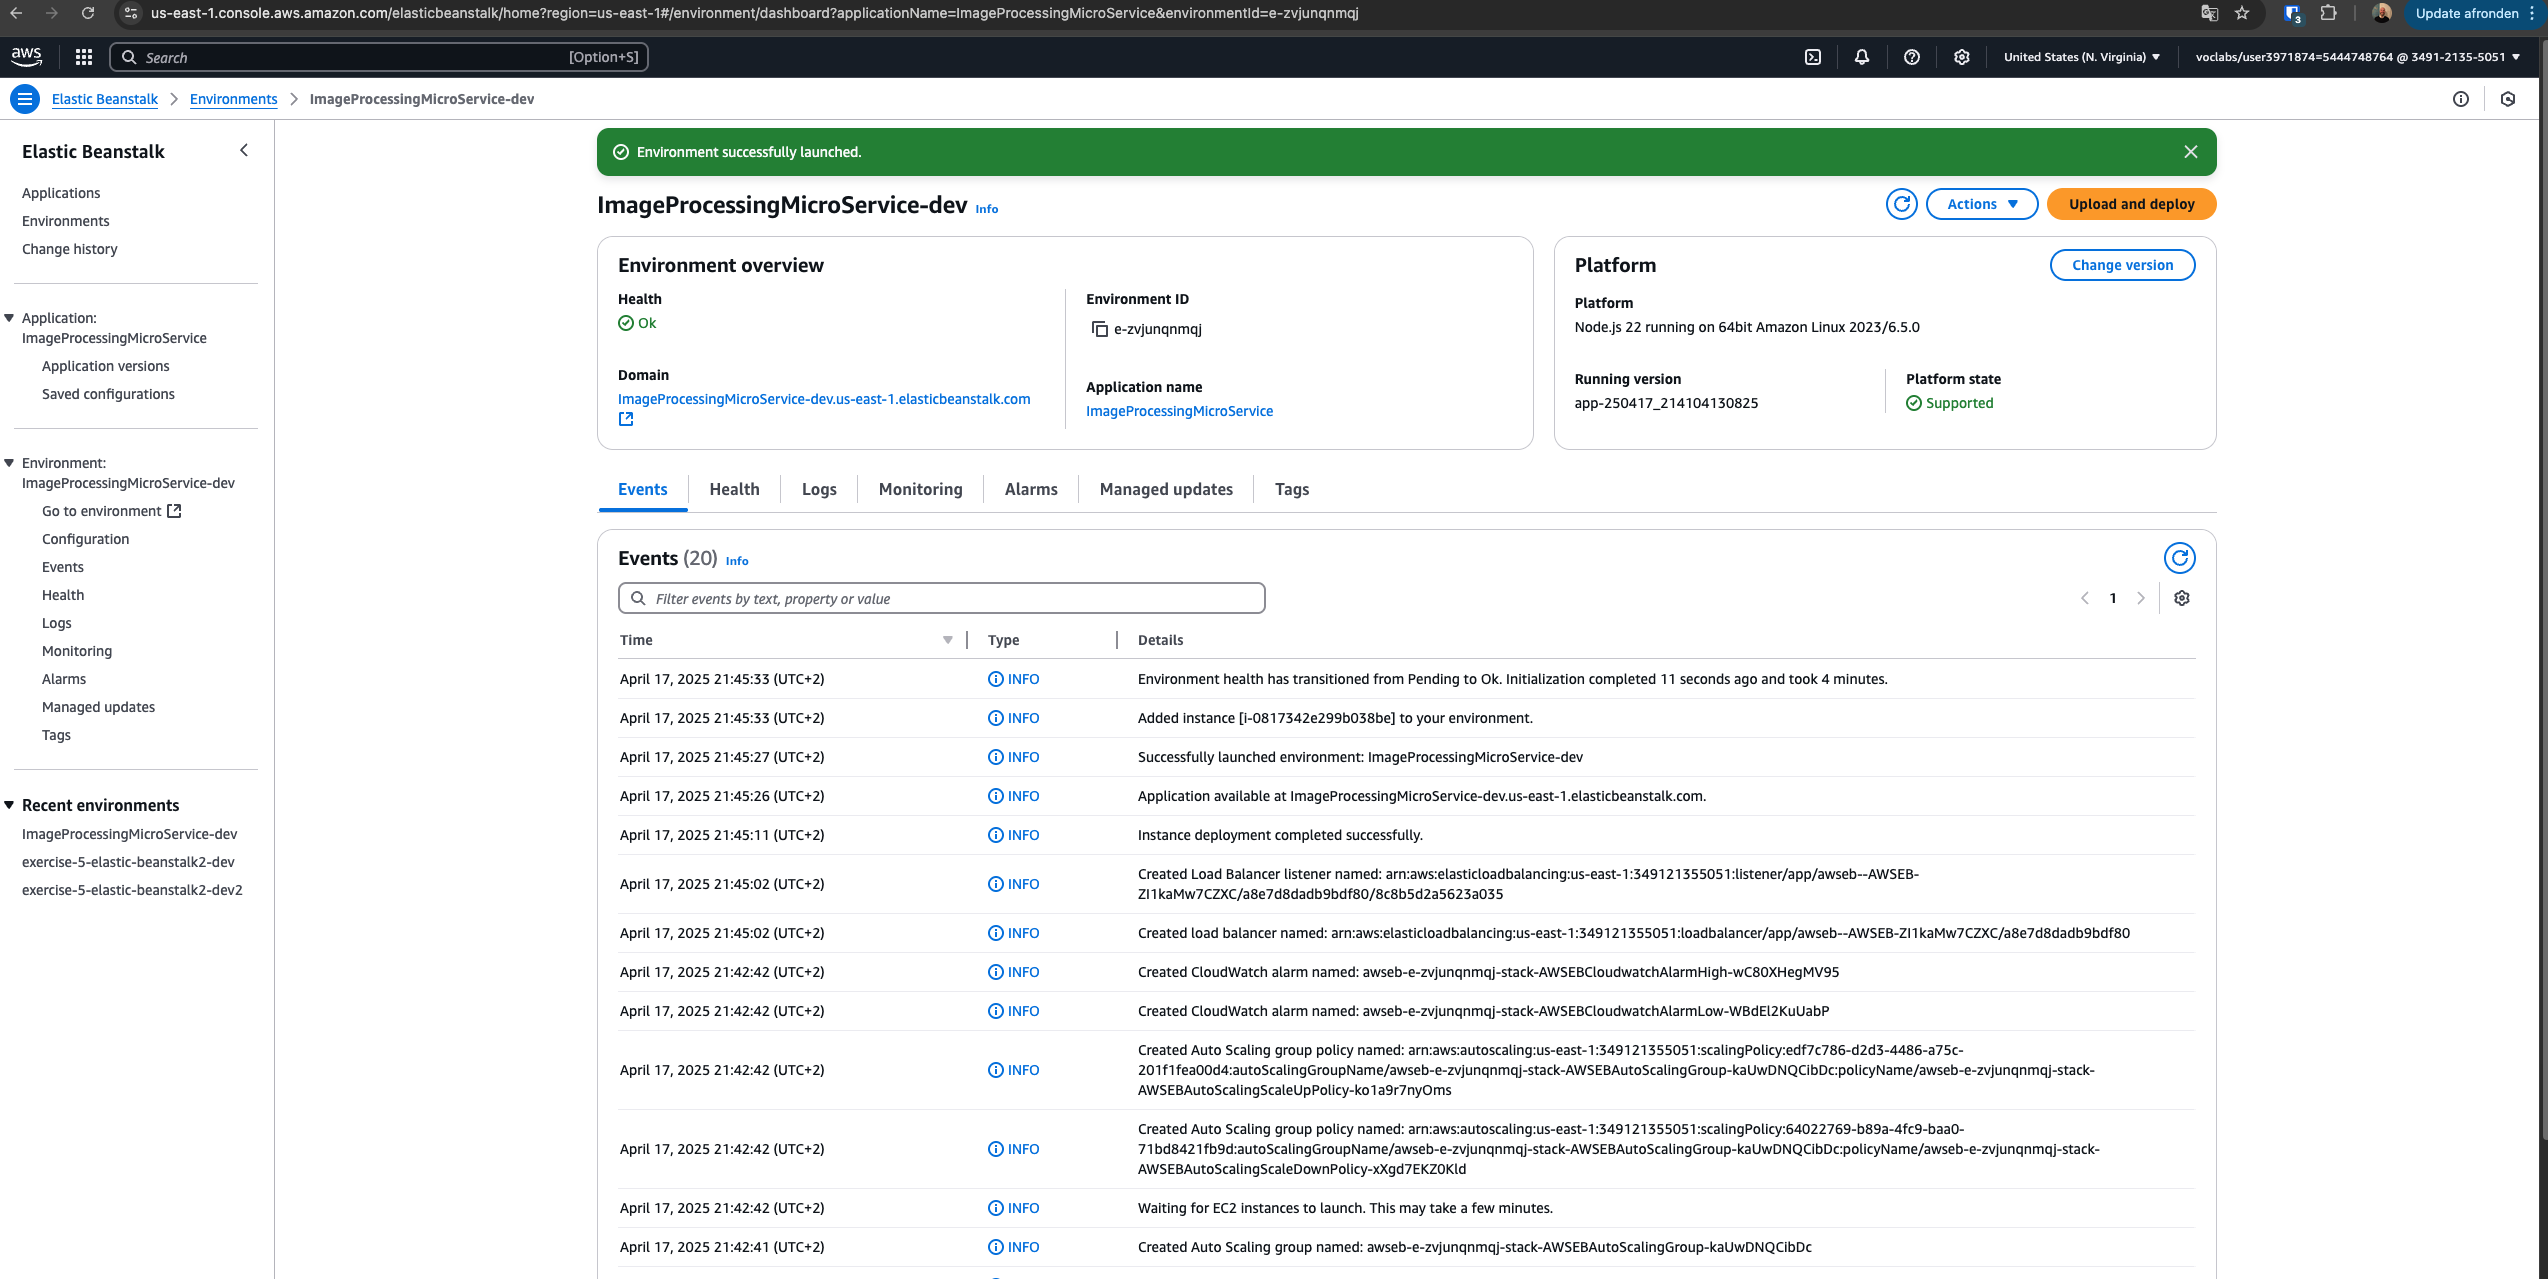 us-east-1.console.aws.amazon.com/elasticbeanstalk/home?region=us-east-1#/environment/dashboard?applicationName=ImageProcessingMicroService&environmentId=e-zvjunqnmqj
3
Update afronden
aws
Search
[Option+S]
United States (N. Virginia)
voclabs/user3971874=5444748764 @ 3491-2135-5051
Elastic Beanstalk
Environments
ImageProcessingMicroService-dev
Elastic Beanstalk
Applications
Environments
Change history
Application:
ImageProcessingMicroService
Application versions
Saved configurations
Environment:
ImageProcessingMicroService-dev
Go to environment
Configuration
Events
Health
Logs
Monitoring
Alarms
Managed updates
Tags
Recent environments
ImageProcessingMicroService-dev
exercise-5-elastic-beanstalk2-dev
exercise-5-elastic-beanstalk2-dev2
Environment successfully launched.
ImageProcessingMicroService-dev Info
Actions
Upload and deploy
Environment overview
Health
Ok
Domain
ImageProcessingMicroService-dev.us-east-1.elasticbeanstalk.com
Environment ID
e-zvjunqnmqj
Application name
ImageProcessingMicroService
Platform
Change version
Platform
Node.js 22 running on 64bit Amazon Linux 2023/6.5.0
Running version
app-250417_214104130825
Platform state
Supported
Events
Health
Logs
Monitoring
Alarms
Managed updates
Tags
Events (20) Info
Filter events by text, property or value
1
Time Type Details
April 17, 2025 21:45:33 (UTC+2) INFO Environment health has transitioned from Pending to Ok. Initialization completed 11 seconds ago and took 4 minutes.
April 17, 2025 21:45:33 (UTC+2) INFO Added instance [i-0817342e299b038be] to your environment.
April 17, 2025 21:45:27 (UTC+2) INFO Successfully launched environment: ImageProcessingMicroService-dev
April 17, 2025 21:45:26 (UTC+2) INFO Application available at ImageProcessingMicroService-dev.us-east-1.elasticbeanstalk.com.
April 17, 2025 21:45:11 (UTC+2) INFO Instance deployment completed successfully.
April 17, 2025 21:45:02 (UTC+2) INFO Created Load Balancer listener named: arn:aws:elasticloadbalancing:us-east-1:349121355051:listener/app/awseb--AWSEB-
ZI1kaMw7CZXC/a8e7d8dadb9bdf80/8c8b5d2a5623a035
April 17, 2025 21:45:02 (UTC+2) INFO Created load balancer named: arn:aws:elasticloadbalancing:us-east-1:349121355051:loadbalancer/app/awseb--AWSEB-ZI1kaMw7CZXC/a8e7d8dadb9bdf80
April 17, 2025 21:42:42 (UTC+2) INFO Created CloudWatch alarm named: awseb-e-zvjunqnmqj-stack-AWSEBCloudwatchAlarmHigh-wC80XHegMV95
April 17, 2025 21:42:42 (UTC+2) INFO Created CloudWatch alarm named: awseb-e-zvjunqnmqj-stack-AWSEBCloudwatchAlarmLow-WBdEl2KuUabP
April 17, 2025 21:42:42 (UTC+2) INFO Created Auto Scaling group policy named: arn:aws:autoscaling:us-east-1:349121355051:scalingPolicy:edf7c786-d2d3-4486-a75c-
201f1fea00d4:autoScalingGroupName/awseb-e-zvjunqnmqj-stack-AWSEBAutoScalingGroup-kaUwDNQCibDc:policyName/awseb-e-zvjunqnmqj-stack-
AWSEBAutoScalingScaleUpPolicy-ko1a9r7nyOms
April 17, 2025 21:42:42 (UTC+2) INFO Created Auto Scaling group policy named: arn:aws:autoscaling:us-east-1:349121355051:scalingPolicy:64022769-b89a-4fc9-baa0-
71bd8421fb9d:autoScalingGroupName/awseb-e-zvjunqnmqj-stack-AWSEBAutoScalingGroup-kaUwDNQCibDc:policyName/awseb-e-zvjunqnmqj-stack-
AWSEBAutoScalingScaleDownPolicy-xXgd7EKZ0Kld
April 17, 2025 21:42:42 (UTC+2) INFO Waiting for EC2 instances to launch. This may take a few minutes.
April 17, 2025 21:42:41 (UTC+2) INFO Created Auto Scaling group named: awseb-e-zvjunqnmqj-stack-AWSEBAutoScalingGroup-kaUwDNQCibDc